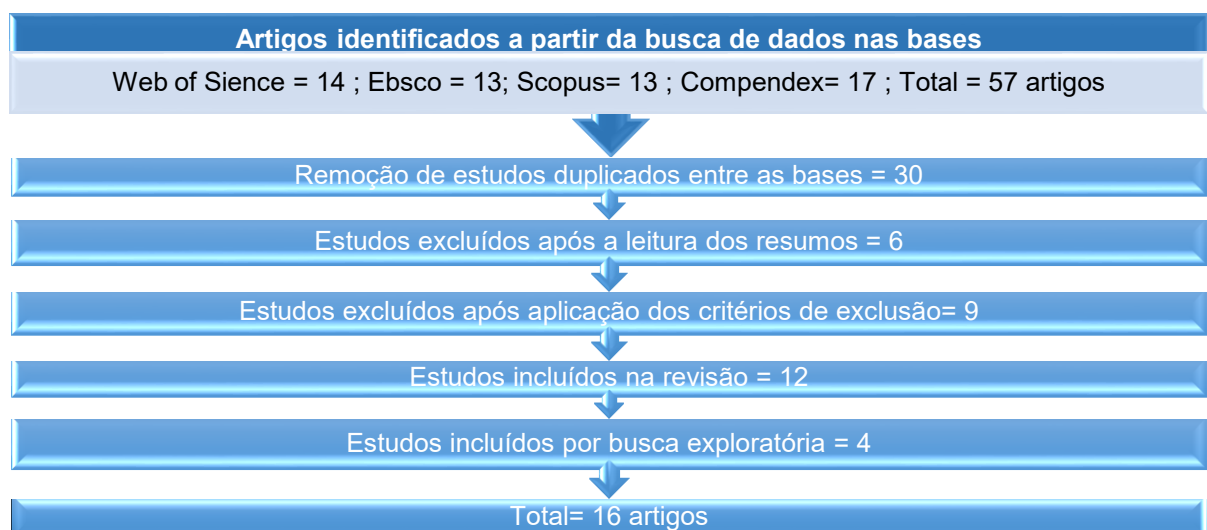 Artigos identificados a partir da busca de dados nas bases
Web of Sience = 14 ; Ebsco = 13; Scopus= 13 ; Compendex= 17 ; Total = 57 artigos
Remoção de estudos duplicados entre as bases = 30
Estudos excluídos após a leitura dos resumos = 6
Estudos excluídos após aplicação dos critérios de exclusão= 9
Estudos incluídos na revisão = 12
Estudos incluídos por busca exploratória = 4
Total= 16 artigos